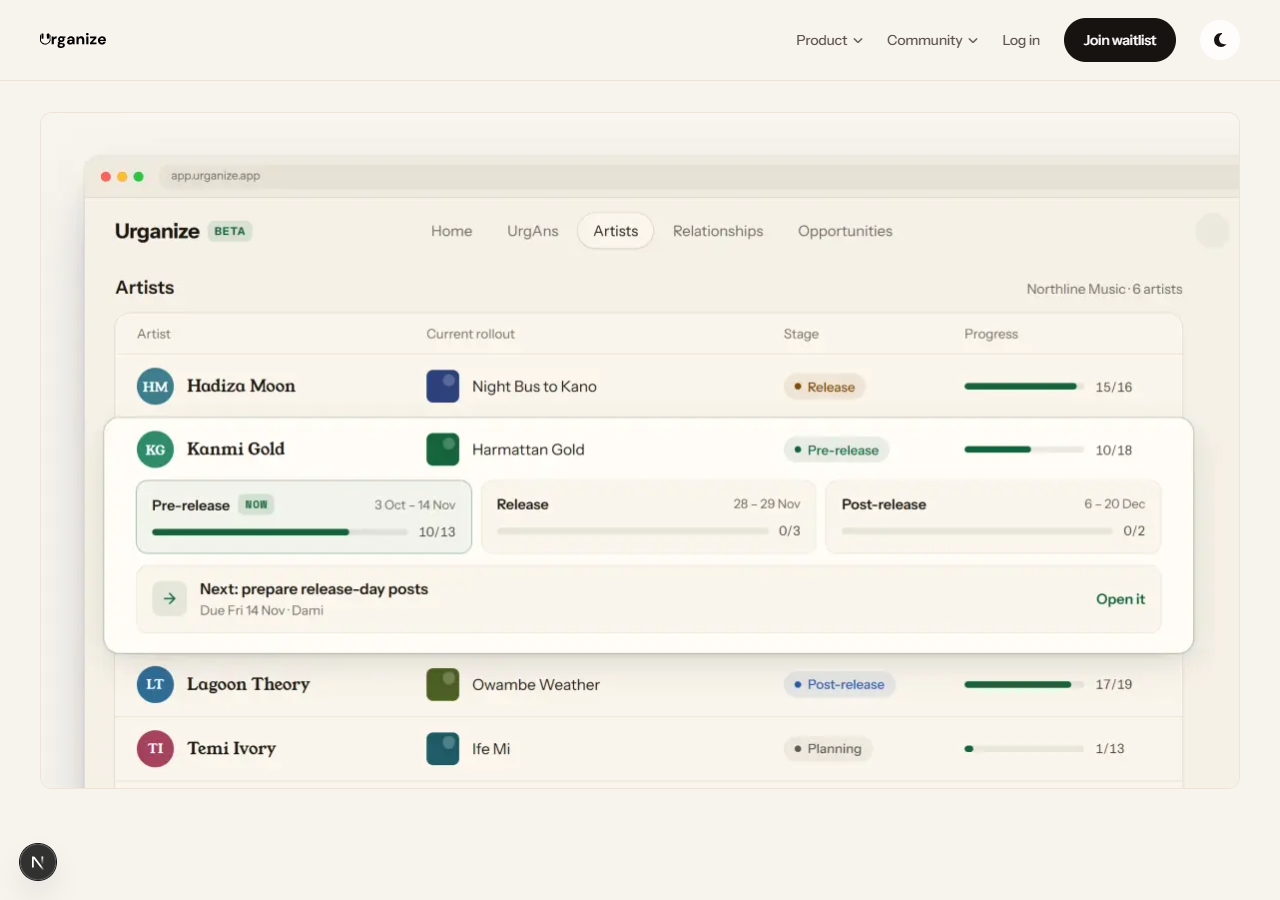 Urganize
Product
Community
Log in
Join waitlist
app.urganize.app
Urganize BETA
Home
UrgAns
Artists
Relationships
Opportunities
Artists
Northline Music · 6 artists
Artist
Current rollout
Stage
Progress
HM Hadiza Moon
Night Bus to Kano
Release
15/16
KG Kanmi Gold
Harmattan Gold
Pre-release
10/18
Pre-release NOW
3 Oct – 14 Nov
10/13
Release
28 – 29 Nov
0/3
Post-release
6 – 20 Dec
0/2
Next: prepare release-day posts
Due Fri 14 Nov · Dami
Open it
LT Lagoon Theory
Owambe Weather
Post-release
17/19
TI Temi Ivory
Ife Mi
Planning
1/13
N